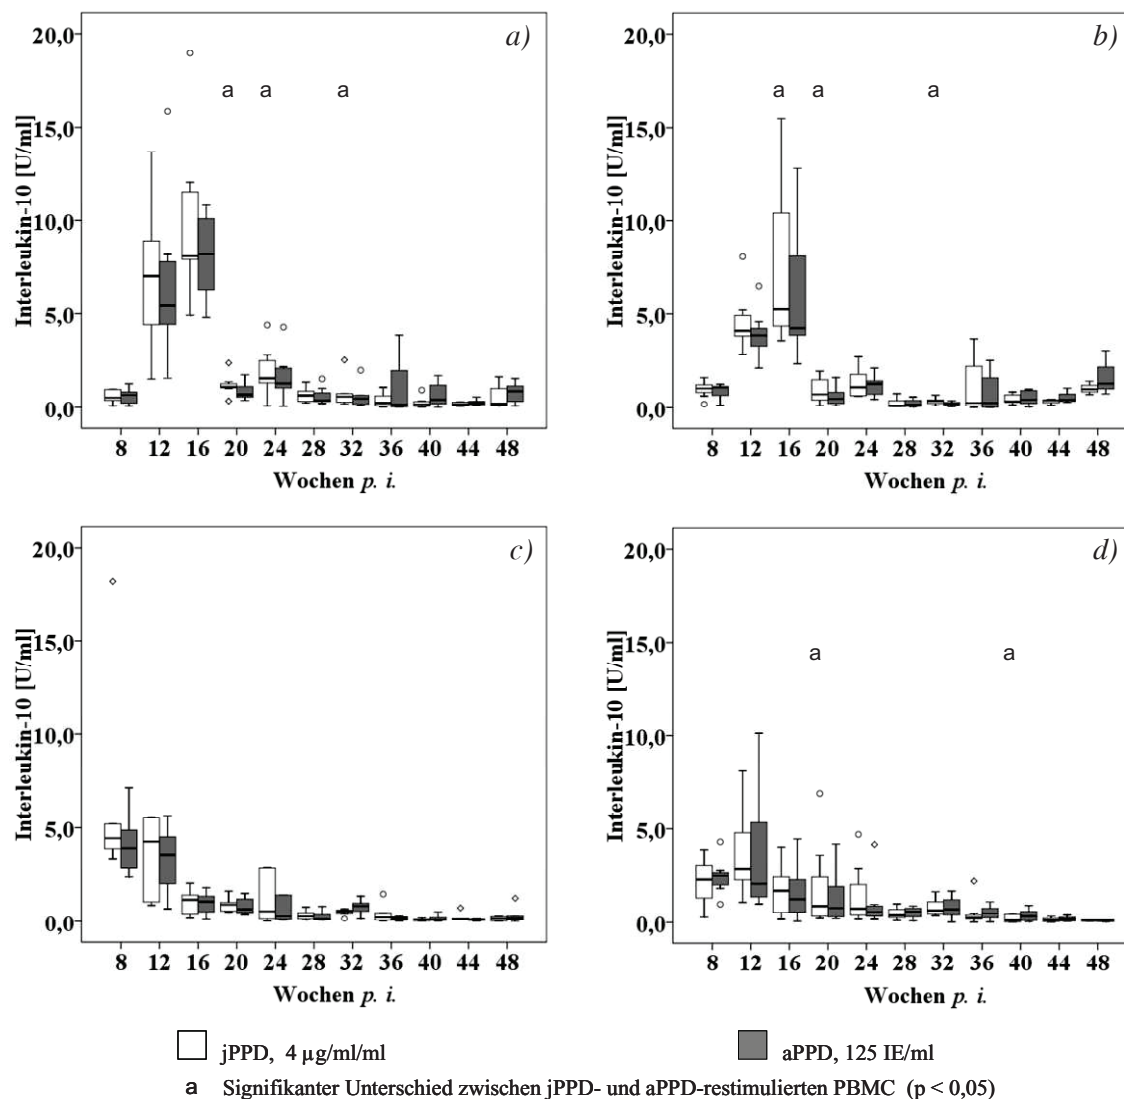 a)
20,0
15,0
10,0
5,0
0,0
Interleukin-10 [U/ml]
a a a
8 12 16 20 24 28 32 36 40 44 48
Wochen p. i.
b)
20,0
15,0
10,0
5,0
0,0
Interleukin-10 [U/ml]
a a a
8 12 16 20 24 28 32 36 40 44 48
Wochen p. i.
c)
20,0
15,0
10,0
5,0
0,0
Interleukin-10 [U/ml]
8 12 16 20 24 28 32 36 40 44 48
Wochen p. i.
d)
20,0
15,0
10,0
5,0
0,0
Interleukin-10 [U/ml]
a a
8 12 16 20 24 28 32 36 40 44 48
Wochen p. i.
jPPD, 4 µg/ml/ml
aPPD, 125 IE/ml
a Signifikanter Unterschied zwischen jPPD- und aPPD-restimulierten PBMC (p < 0,05)